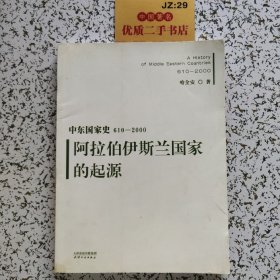 JZ:29
中国著名
优质二手书店
A History
of Middle Eastern Countries
610-2000
哈全安 〇 著
中东国家史 610-2000
阿拉伯伊斯兰国家
的起源